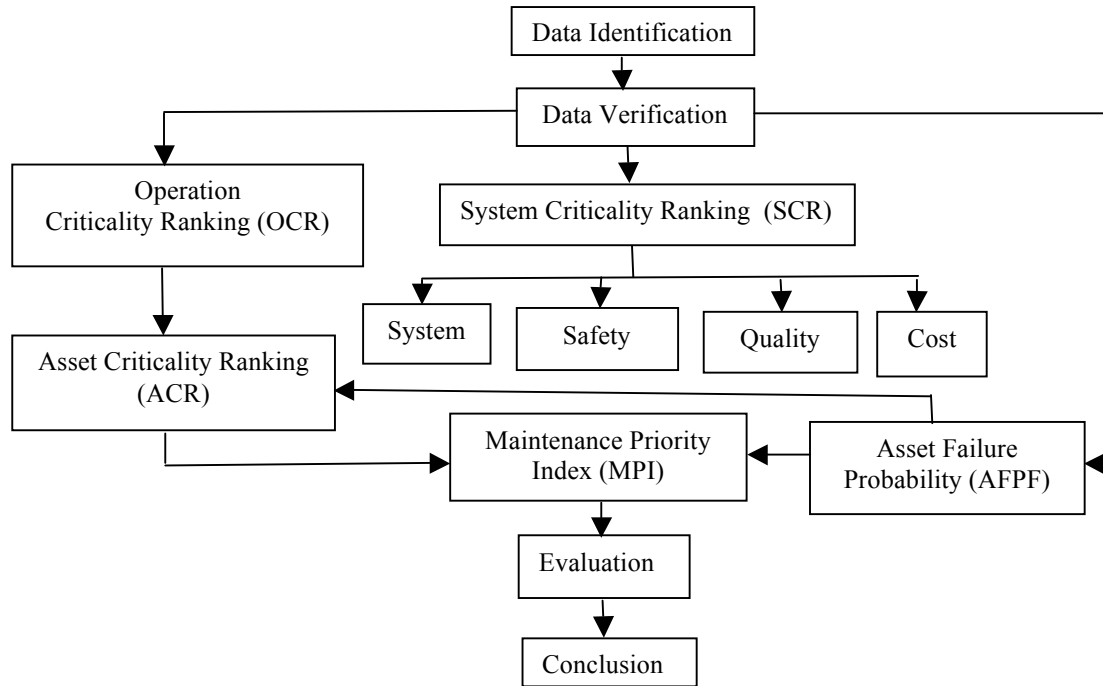 Data Identification
Data Verification
Operation
Criticality Ranking (OCR)
System Criticality Ranking (SCR)
System
Safety
Quality
Cost
Asset Criticality Ranking
(ACR)
Maintenance Priority
Index (MPI)
Asset Failure
Probability (AFPF)
Evaluation
Conclusion